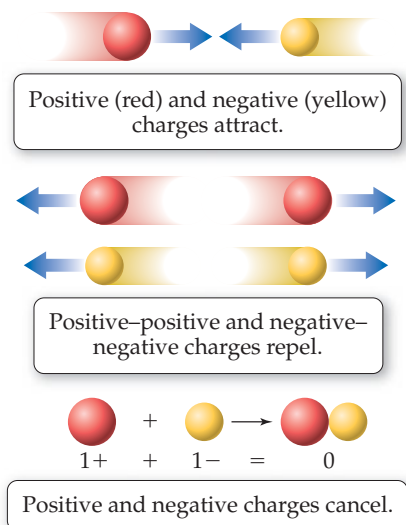 Positive (red) and negative (yellow)
charges attract.
Positive–positive and negative–
negative charges repel.
+
1+ + 1− = 0
Positive and negative charges cancel.